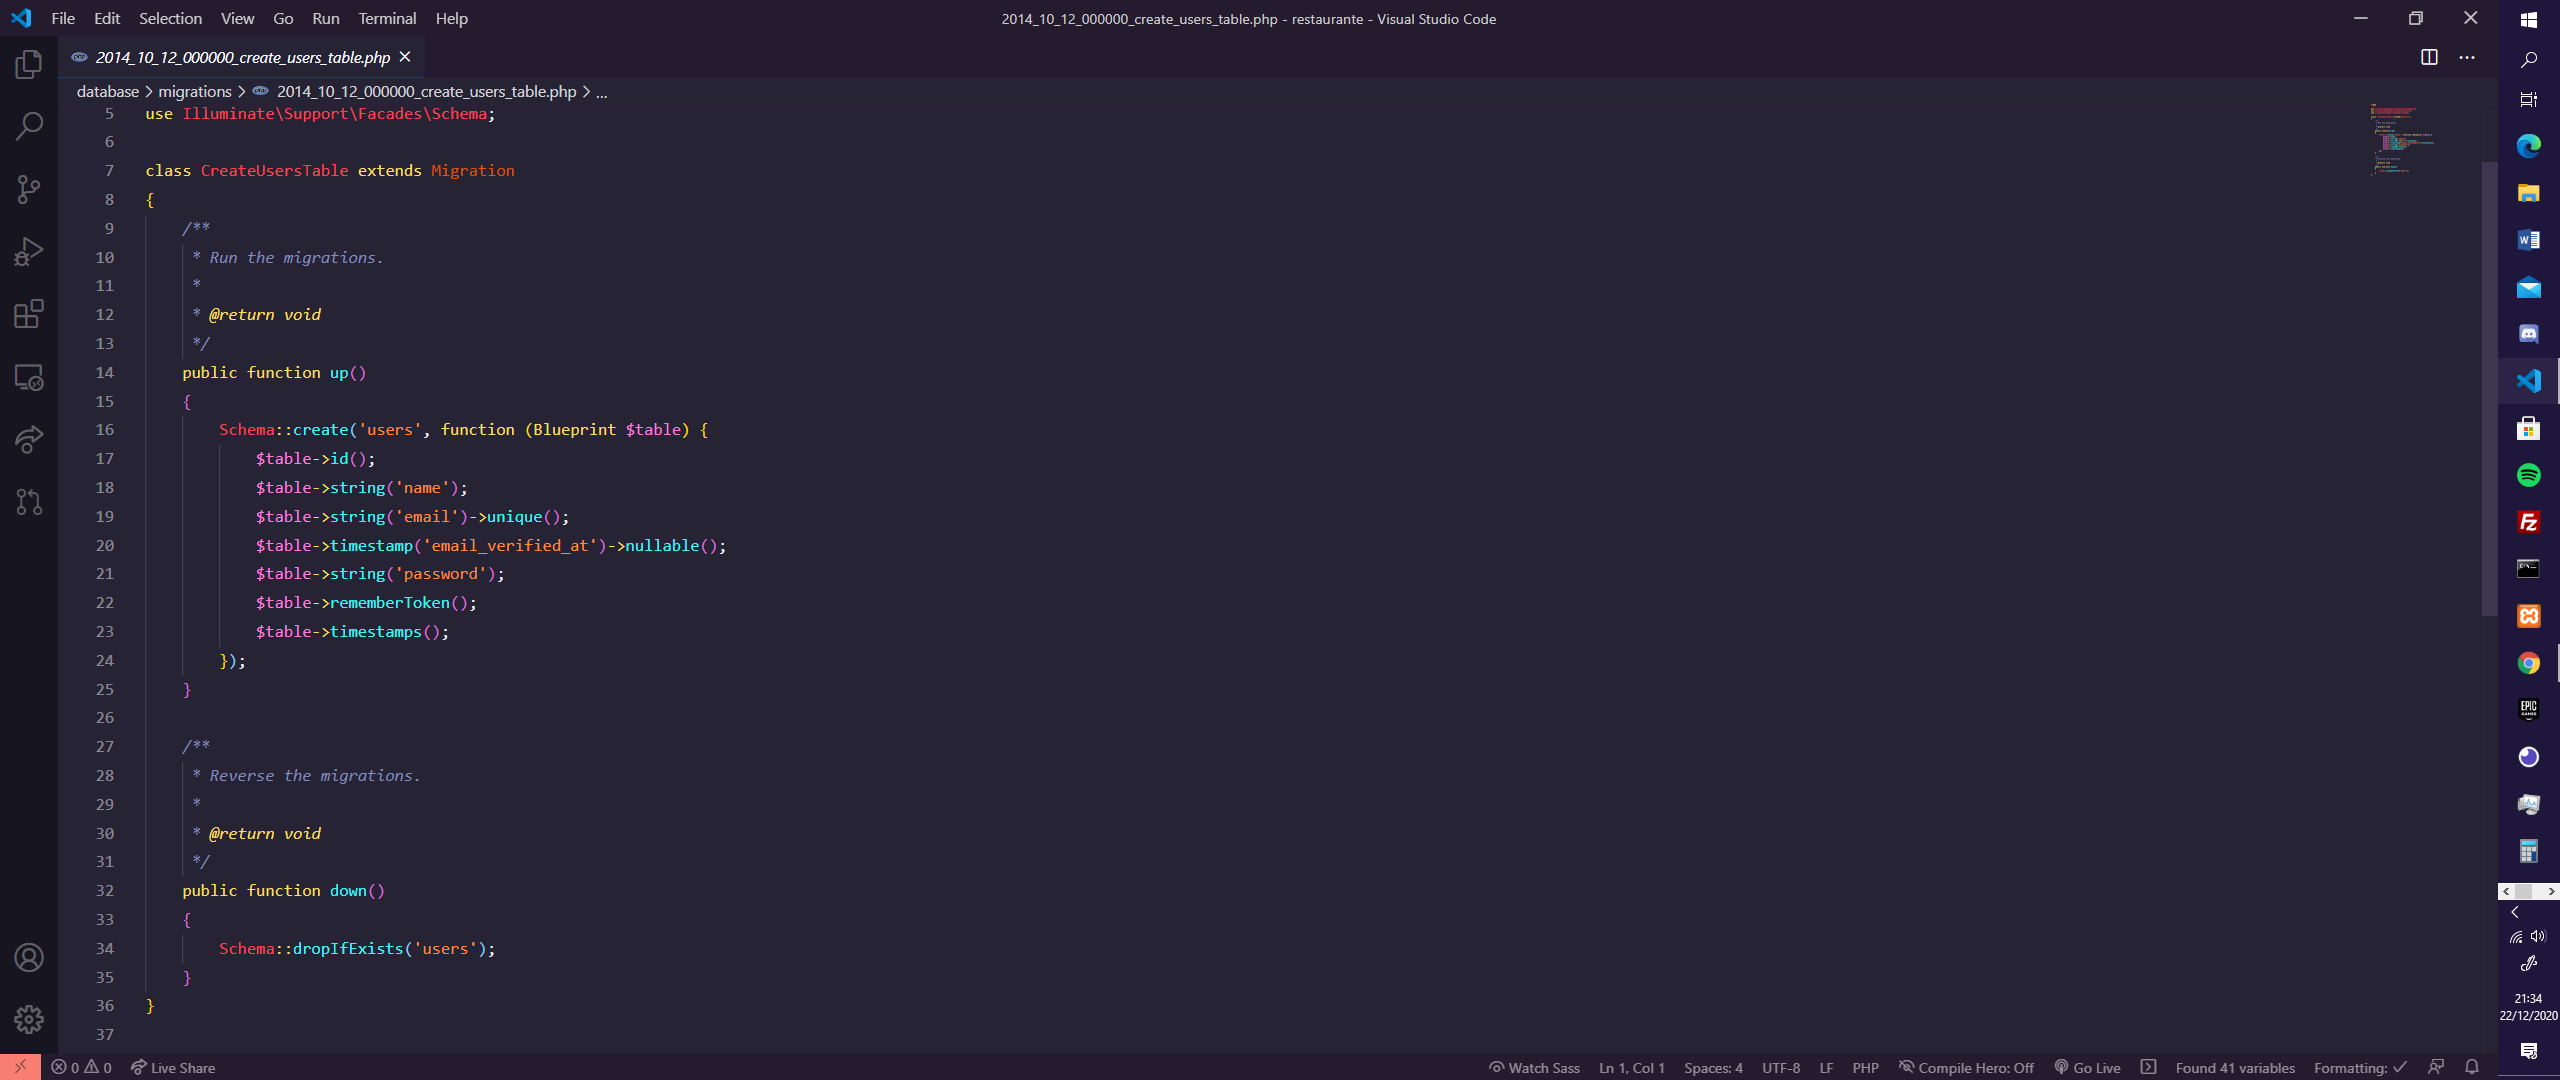 File Edit Selection View Go Run Terminal Help
2014_10_12_000000_create_users_table.php - restaurante - Visual Studio Code
2014_10_12_000000_create_users_table.php
database > migrations > 2014_10_12_000000_create_users_table.php > ...
5 use Illuminate\Support\Facades\Schema;
6
7 class CreateUsersTable extends Migration
8 {
9 /**
10 * Run the migrations.
11 *
12 * @return void
13 */
14 public function up()
15 {
16 Schema::create('users', function (Blueprint $table) {
17 $table->id();
18 $table->string('name');
19 $table->string('email')->unique();
20 $table->timestamp('email_verified_at')->nullable();
21 $table->string('password');
22 $table->rememberToken();
23 $table->timestamps();
24 });
25 }
26
27 /**
28 * Reverse the migrations.
29 *
30 * @return void
31 */
32 public function down()
33 {
34 Schema::dropIfExists('users');
35 }
36 }
37
0 0 Live Share
Watch Sass Ln 1, Col 1 Spaces: 4 UTF-8 LF PHP Compile Hero: Off Go Live Found 41 variables Formatting: ✓
EPIC
GAMES
21:34
22/12/2020